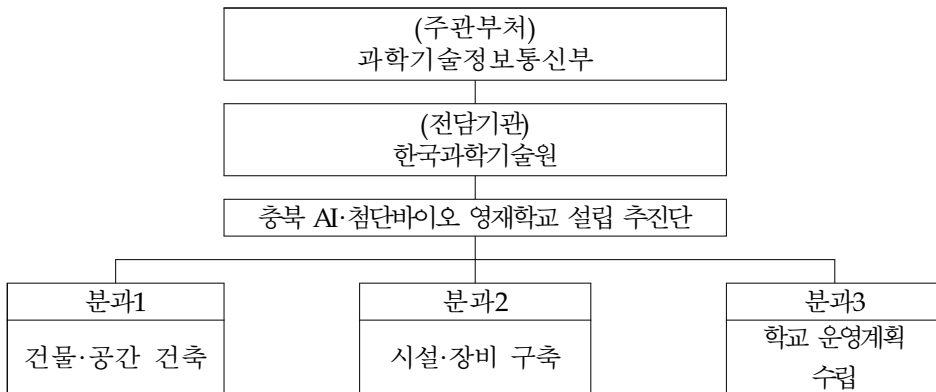 (주관부처)
과학기술정보통신부
(전담기관)
한국과학기술원
충북 AI·첨단바이오 영재학교 설립 추진단
분과1
분과2
분과3
건물·공간 건축
시설·장비 구축
학교 운영계획
수립